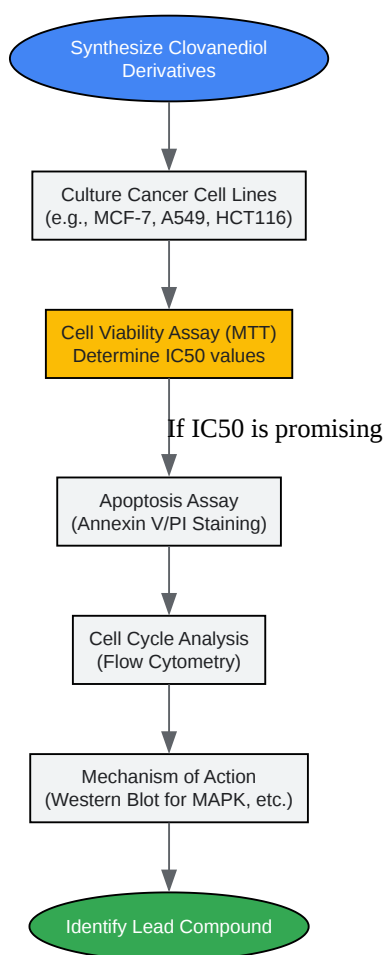 Synthesize Clovanediol
Derivatives
Culture Cancer Cell Lines
(e.g., MCF-7, A549, HCT116)
Cell Viability Assay (MTT)
Determine IC50 values
If IC50 is promising
Apoptosis Assay
(Annexin V/PI Staining)
Cell Cycle Analysis
(Flow Cytometry)
Mechanism of Action
(Western Blot for MAPK, etc.)
Identify Lead Compound